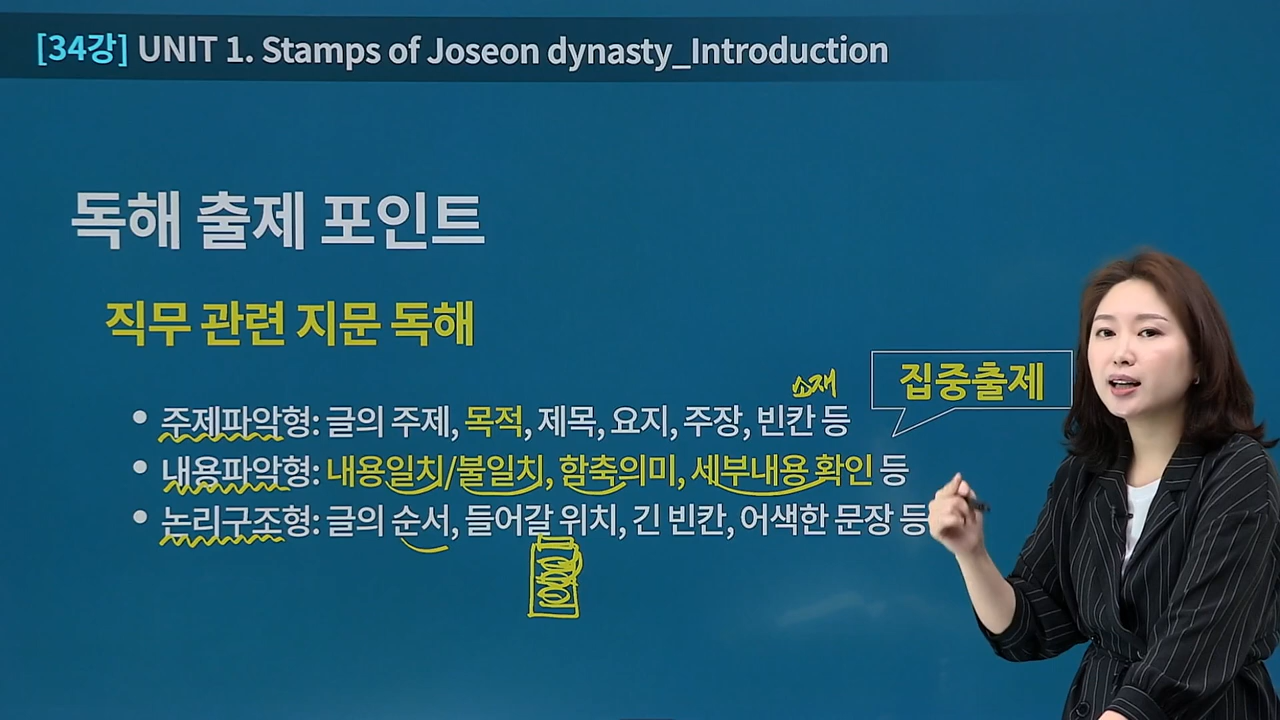 [34강] UNIT 1. Stamps of Joseon dynasty_Introduction
독해 출제 포인트
직무 관련 지문 독해
소재
집중출제
• 주제파악형: 글의 주제, 목적, 제목, 요지, 주장, 빈칸 등
• 내용파악형: 내용일치/불일치, 함축의미, 세부내용 확인 등
• 논리구조형: 글의 순서, 들어갈 위치, 긴 빈칸, 어색한 문장 등